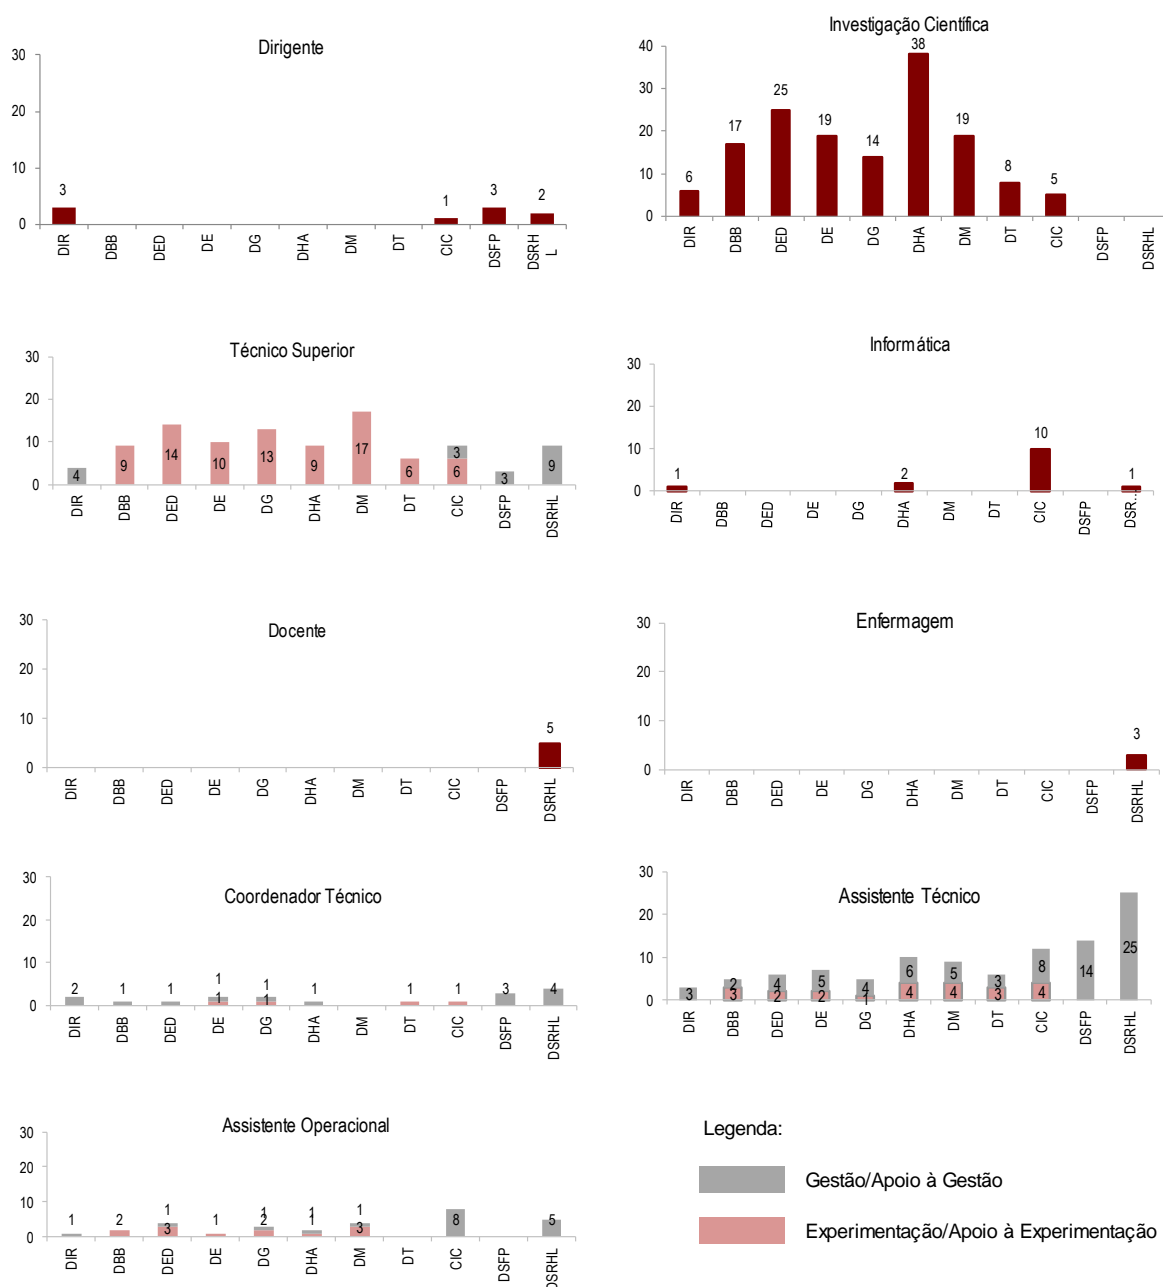 Dirigente
30
20
10
0
3
1
3
2
DIR
DBB
DED
DE
DG
DHA
DM
DT
CIC
DSFP
DSRH
L
Investigação Científica
40
30
20
10
0
6
17
25
19
14
38
19
8
5
DIR
DBB
DED
DE
DG
DHA
DM
DT
CIC
DSFP
DSRHL
Técnico Superior
30
20
10
0
4
9
14
10
13
9
17
6
3
6
3
9
DIR
DBB
DED
DE
DG
DHA
DM
DT
CIC
DSFP
DSRHL
Informática
30
20
10
0
1
2
10
1
DIR
DBB
DED
DE
DG
DHA
DM
DT
CIC
DSFP
DSR…
Docente
30
20
10
0
5
DIR
DBB
DED
DE
DG
DHA
DM
DT
CIC
DSFP
DSRHL
Enfermagem
30
20
10
0
3
DIR
DBB
DED
DE
DG
DHA
DM
DT
CIC
DSFP
DSRHL
Coordenador Técnico
30
20
10
0
2
1
1
1
1
1
1
1
1
1
3
4
DIR
DBB
DED
DE
DG
DHA
DM
DT
CIC
DSFP
DSRHL
Assistente Técnico
30
20
10
0
3
2
3
4
2
5
2
4
1
6
4
5
4
3
3
8
4
14
25
DIR
DBB
DED
DE
DG
DHA
DM
DT
CIC
DSFP
DSRHL
Assistente Operacional
30
20
10
0
1
2
1
3
1
1
2
1
1
1
3
8
5
DIR
DBB
DED
DE
DG
DHA
DM
DT
CIC
DSFP
DSRHL
Legenda:
Gestão/Apoio à Gestão
Experimentação/Apoio à Experimentação